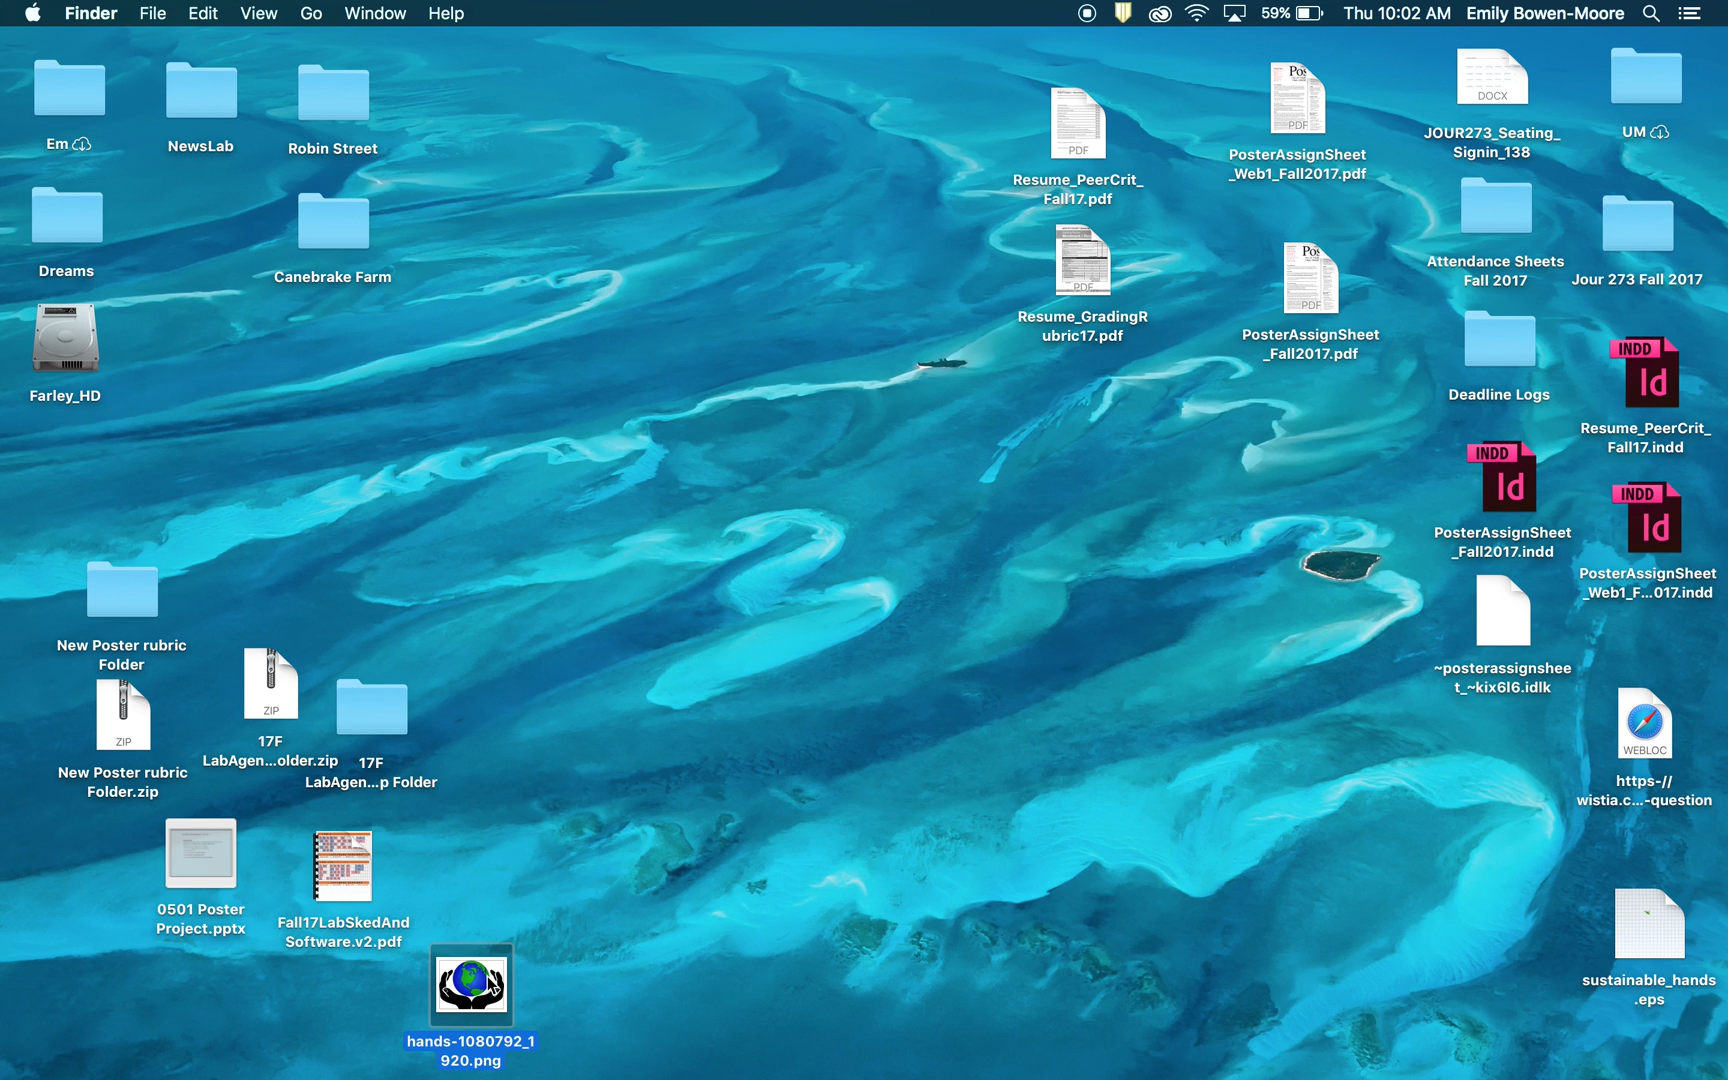 Finder File Edit View Go Window Help
59% Thu 10:02 AM Emily Bowen-Moore
Em
NewsLab
Robin Street
Dreams
Canebrake Farm
Farley_HD
PDF
Resume_PeerCrit_
Fall17.pdf
PDF
Resume_GradingR
ubric17.pdf
Pos
PDF
PosterAssignSheet
_Web1_Fall2017.pdf
Pos
PDF
PosterAssignSheet
_Fall2017.pdf
DOCX
JOUR273_Seating_
Signin_138
UM
Attendance Sheets
Fall 2017
Jour 273 Fall 2017
Deadline Logs
INDD
Id
Resume_PeerCrit_
Fall17.indd
INDD
Id
PosterAssignSheet
_Fall2017.indd
INDD
Id
PosterAssignSheet
_Web1_F...017.indd
~posterassignshee
t_~kix6l6.idlk
WEBLOC
https-//
wistia.c...-question
sustainable_hands
.eps
New Poster rubric
Folder
ZIP
New Poster rubric
Folder.zip
ZIP
17F
LabAgen...older.zip
17F
LabAgen...p Folder
0501 Poster
Project.pptx
Fall17LabSkedAnd
Software.v2.pdf
hands-1080792_1
920.png